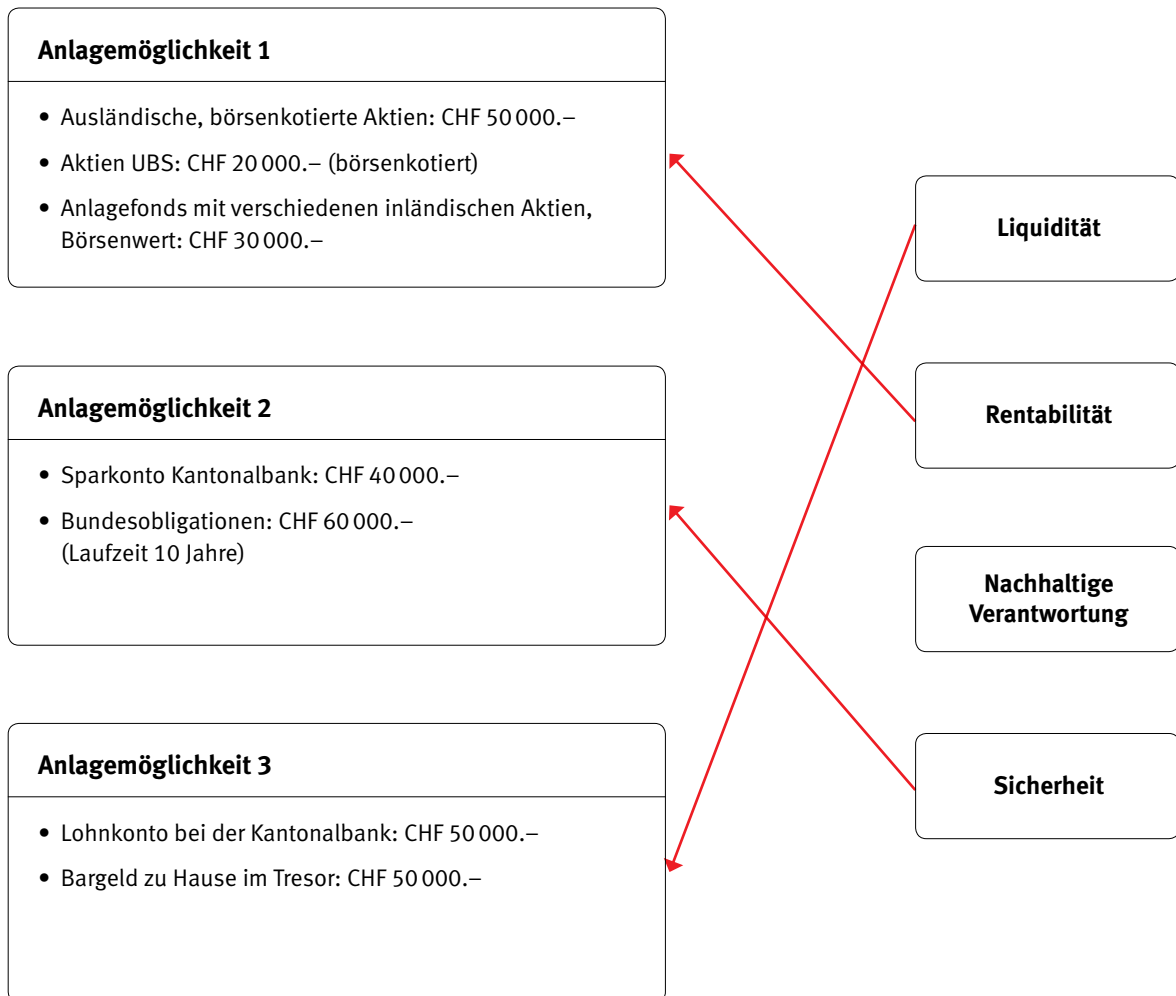 Anlagemöglichkeit 1
• Ausländische, börsenkotierte Aktien: CHF 50 000.–
• Aktien UBS: CHF 20 000.– (börsenkotiert)
• Anlagefonds mit verschiedenen inländischen Aktien,
Börsenwert: CHF 30 000.–
Anlagemöglichkeit 2
• Sparkonto Kantonalbank: CHF 40 000.–
• Bundesobligationen: CHF 60 000.–
(Laufzeit 10 Jahre)
Anlagemöglichkeit 3
• Lohnkonto bei der Kantonalbank: CHF 50 000.–
• Bargeld zu Hause im Tresor: CHF 50 000.–
Liquidität
Rentabilität
Nachhaltige
Verantwortung
Sicherheit